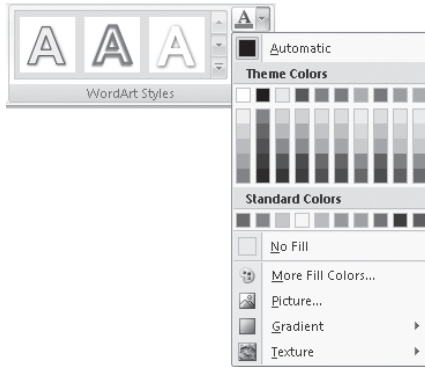 A A A A
WordArt Styles
Automatic
Theme Colors
Standard Colors
No Fill
More Fill Colors...
Picture...
Gradient
Texture